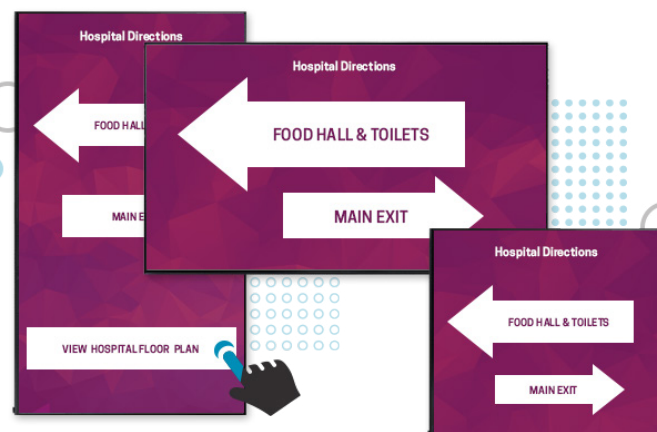 Hospital Directions
FOOD HALL
MAIN E
VIEW HOSPITAL FLOOR PLAN
Hospital Directions
FOOD HALL & TOILETS
MAIN EXIT
Hospital Directions
FOOD HALL & TOILETS
MAIN EXIT